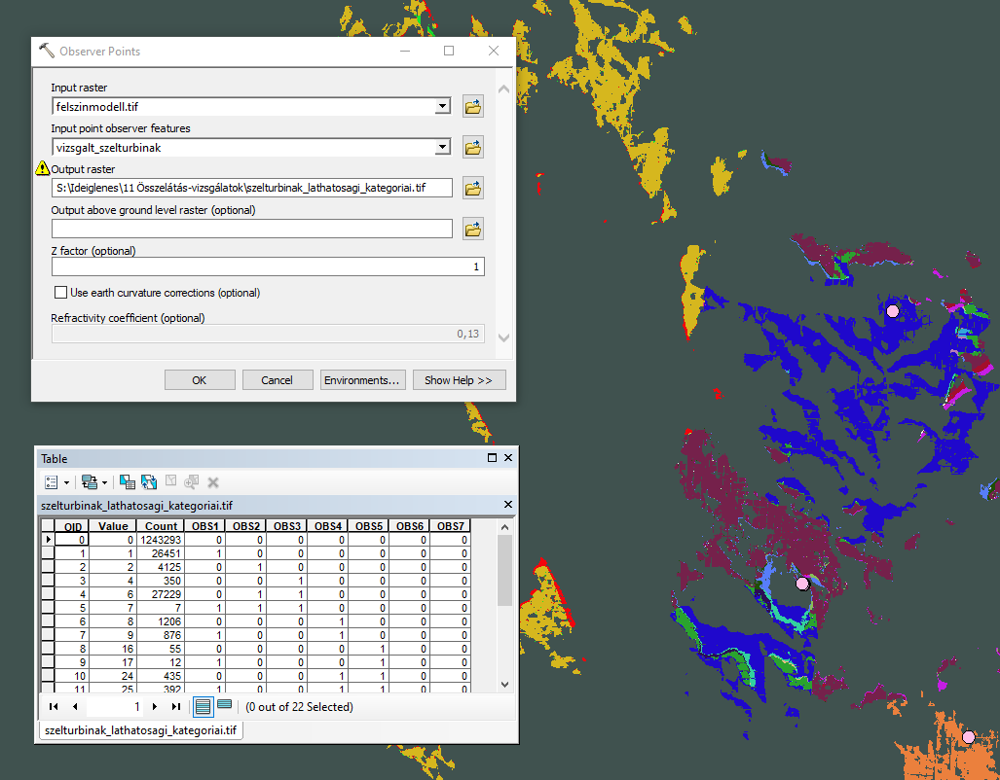 Observer Points
Input raster
felszinmodell.tif
Input point observer features
vizsgalt_szelturbinak
Output raster
S:\Ideiglenes\11 Összelátás-vizsgálatok\szelturbinak_lathatosagi_kategoriai.tif
Output above ground level raster (optional)
Z factor (optional)
1
Use earth curvature corrections (optional)
Refractivity coefficient (optional)
0,13
OK Cancel Environments... Show Help >>
Table
szelturbinak_lathatosagi_kategoriai.tif
OID Value Count OBS1 OBS2 OBS3 OBS4 OBS5 OBS6 OBS7
0 0 1243293 0 0 0 0 0 0 0
1 1 26451 1 0 0 0 0 0 0
2 2 4125 0 1 0 0 0 0 0
3 4 350 0 0 1 0 0 0 0
4 6 27229 0 1 1 0 0 0 0
5 7 7 1 1 1 0 0 0 0
6 8 1206 0 0 0 1 0 0 0
7 9 876 1 0 0 1 0 0 0
8 16 55 0 0 0 0 1 0 0
9 17 12 1 0 0 0 1 0 0
10 24 435 0 0 0 1 1 0 0
11 25 392 1 0 0 1 1 0 0
1 (0 out of 22 Selected)
szelturbinak_lathatosagi_kategoriai.tif